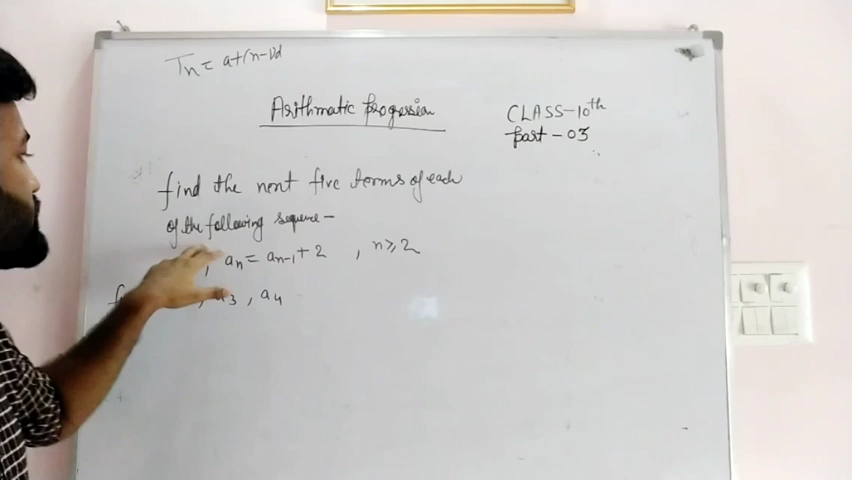 Tn = a+(n-1)d
Arithmatic Progression
CLASS-10th
Part-03
find the next five terms of each
of the following sequence-
, an = an-1 + 2 , n ≥ 2
, a3 , a4